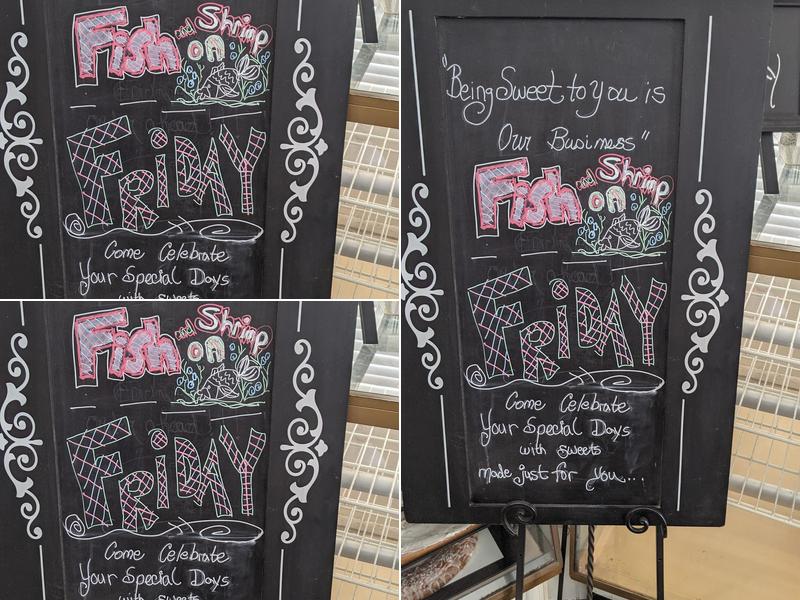 Fish and Shrimp
on
FRiDAY
Come Celebrate
Your Special Days
with sweets
Fish and Shrimp
on
FRiDAY
Come Celebrate
Your Special Days
with sweets
"Being Sweet to you is
Our Business"
Fish and Shrimp
on
FRiDAY
Come Celebrate
Your Special Days
with sweets
made just for you...